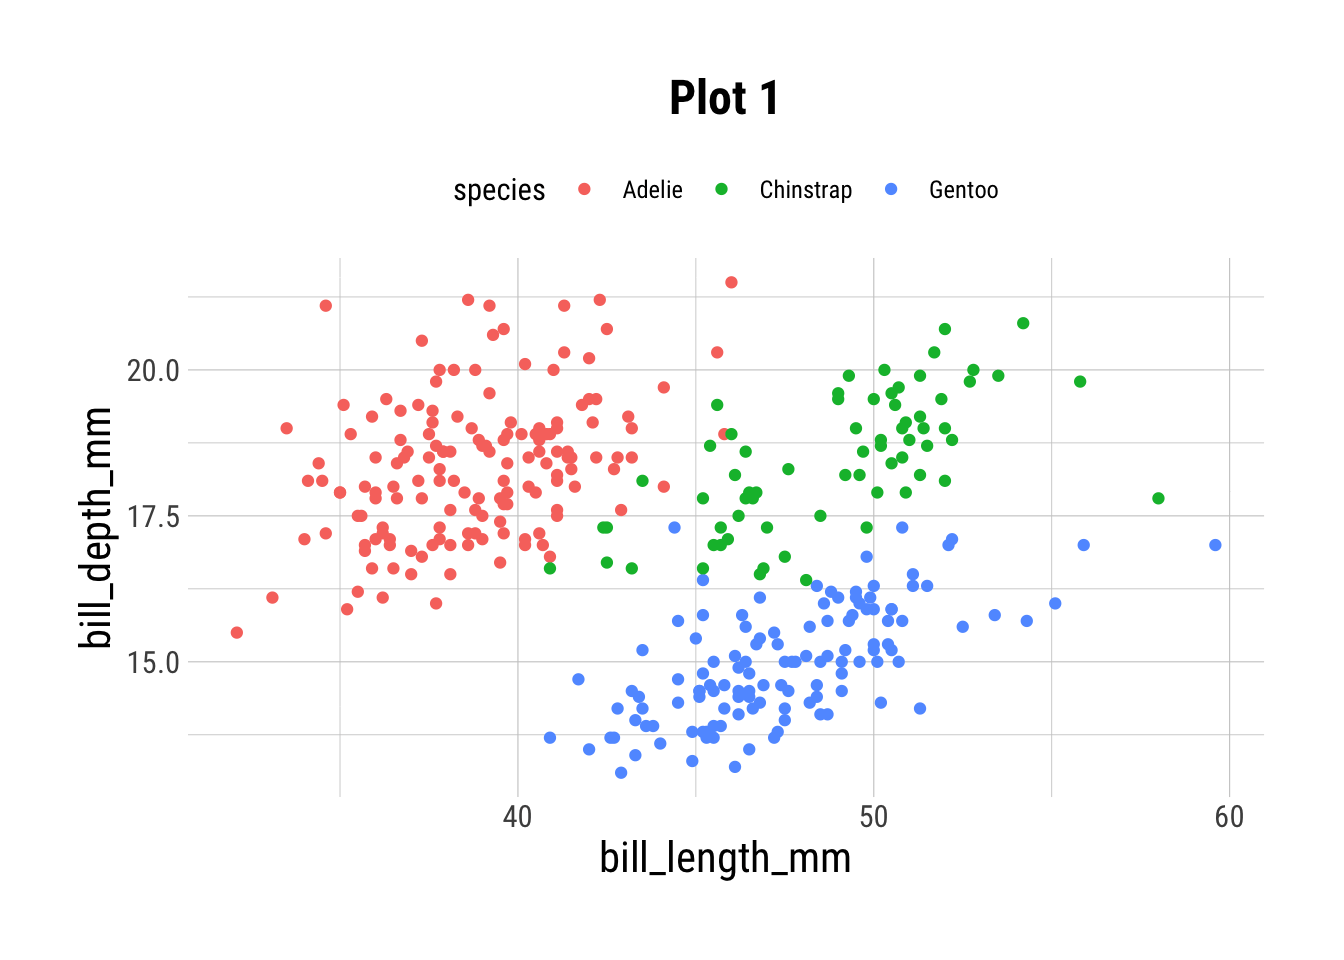 Plot 1
species Adelie Chinstrap Gentoo
20.0
17.5
15.0
bill_depth_mm
40 50 60
bill_length_mm